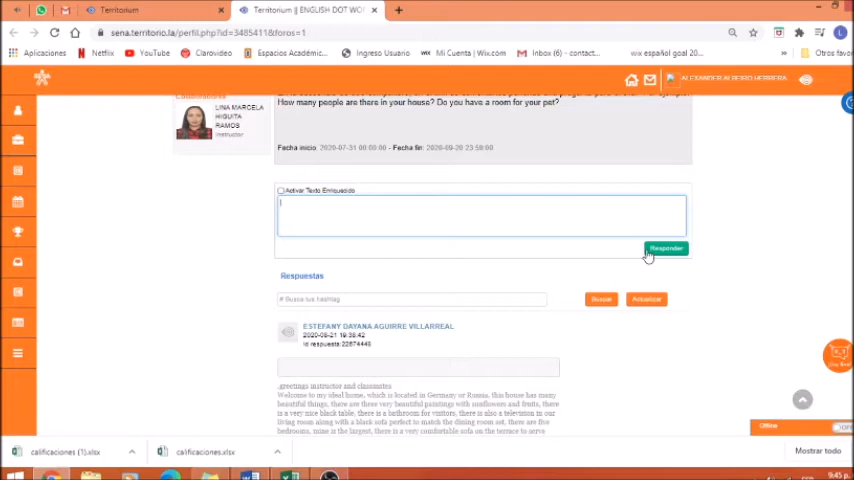 Territorium
Territorium || ENGLISH DOT WO
sena.territorio.la/perfil.php?id=3485411&foros=1
Aplicaciones
Netflix
YouTube
Clarovideo
Espacios Académic...
Ingreso Usuario
Mi Cuenta | Wix.com
Inbox (6) - contact...
wix español goal 20...
Otros favo
ALEXANDER ALBEIRO HERRERA
LINA MARCELA
HIGUITA
RAMOS
Instructor
How many people are there in your house? Do you have a room for your pet?
Fecha inicio: 2020-07-31 00:00:00 - Fecha fin: 2020-09-20 23:59:00
Activar Texto Enriquecido
Responder
Respuestas
# Busca tus hashtag
Buscar
Actualizar
ESTEFANY DAYANA AGUIRRE VILLARREAL
2020-08-21 19:38:42
Id respuesta:22674446
.greetings instructor and classmates
Welcome to my ideal home, which is located in Germany or Russia, this house has many
beautiful things, there are three very beautiful paintings with sunflowers and fruits, there
is a very nice black table, there is a bathroom for visitors, there is also a television in our
living room along with a black sofa perfect to match the dining room set, there are five
bedrooms, mine is the largest, there is a very comfortable sofa on the terrace to serve
Offline
calificaciones (1).xlsx
calificaciones.xlsx
Mostrar todo
9:45 p.